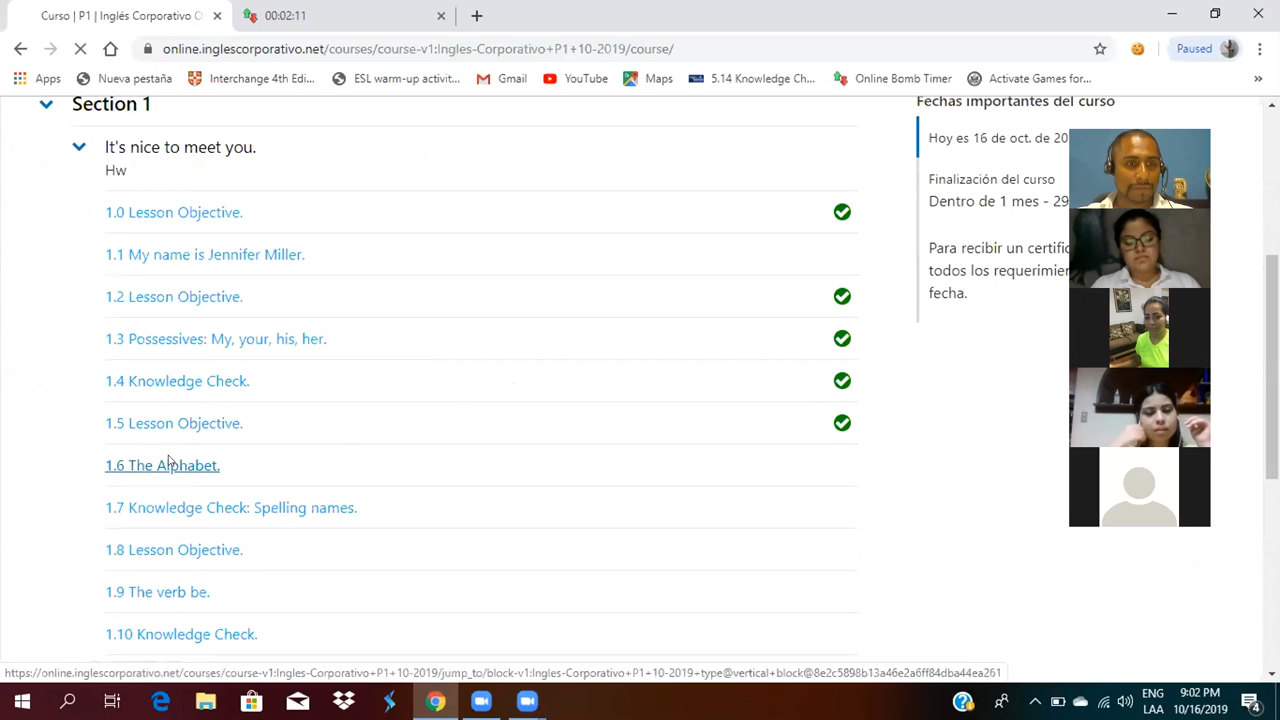 Curso | P1 | Inglés Corporativo O
00:02:11
online.inglescorporativo.net/courses/course-v1:Ingles-Corporativo+P1+10-2019/course/
Paused
Apps
Nueva pestaña
Interchange 4th Edi...
ESL warm-up activit...
Gmail
YouTube
Maps
5.14 Knowledge Ch...
Online Bomb Timer
Activate Games for...
»
Section 1
It's nice to meet you.
Hw
1.0 Lesson Objective.
1.1 My name is Jennifer Miller.
1.2 Lesson Objective.
1.3 Possessives: My, your, his, her.
1.4 Knowledge Check.
1.5 Lesson Objective.
1.6 The Alphabet.
1.7 Knowledge Check: Spelling names.
1.8 Lesson Objective.
1.9 The verb be.
1.10 Knowledge Check.
Fechas importantes del curso
Hoy es 16 de oct. de 20
Finalización del curso
Dentro de 1 mes - 29
Para recibir un certific
todos los requerimie
fecha.
https://online.inglescorporativo.net/courses/course-v1:Ingles-Corporativo+P1+10-2019/jump_to/block-v1:Ingles-Corporativo+P1+10-2019+type@vertical+block@8e2c5898b13a46e2a6ff84dba44ea261
ENG
LAA
9:02 PM
10/16/2019
4